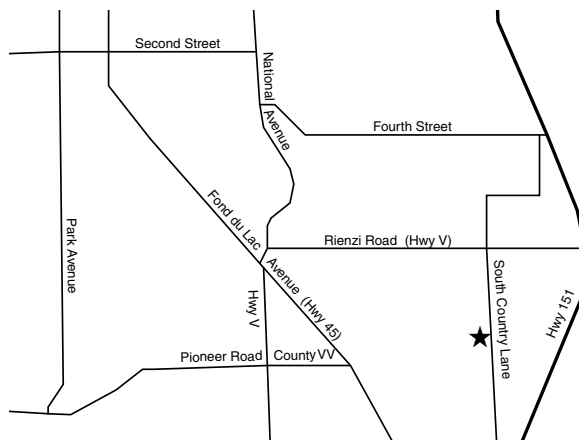 Second Street
National
Avenue
Fourth Street
Fond du Lac
Avenue (Hwy 45)
Park Avenue
Rienzi Road (Hwy V)
Hwy V
South Country Lane
Hwy 151
Pioneer Road County VV